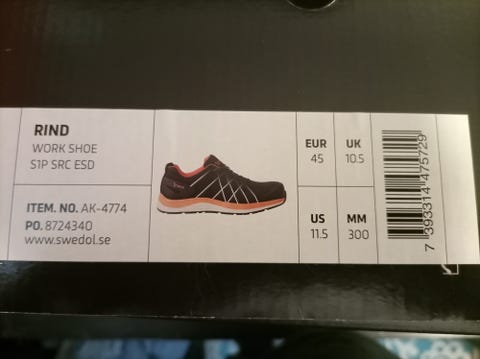 RIND
WORK SHOE
S1P SRC ESD
ITEM. NO. AK-4774
PO. 8724340
www.swedol.se
EUR
45
UK
10.5
US
11.5
MM
300
7 393314 475729